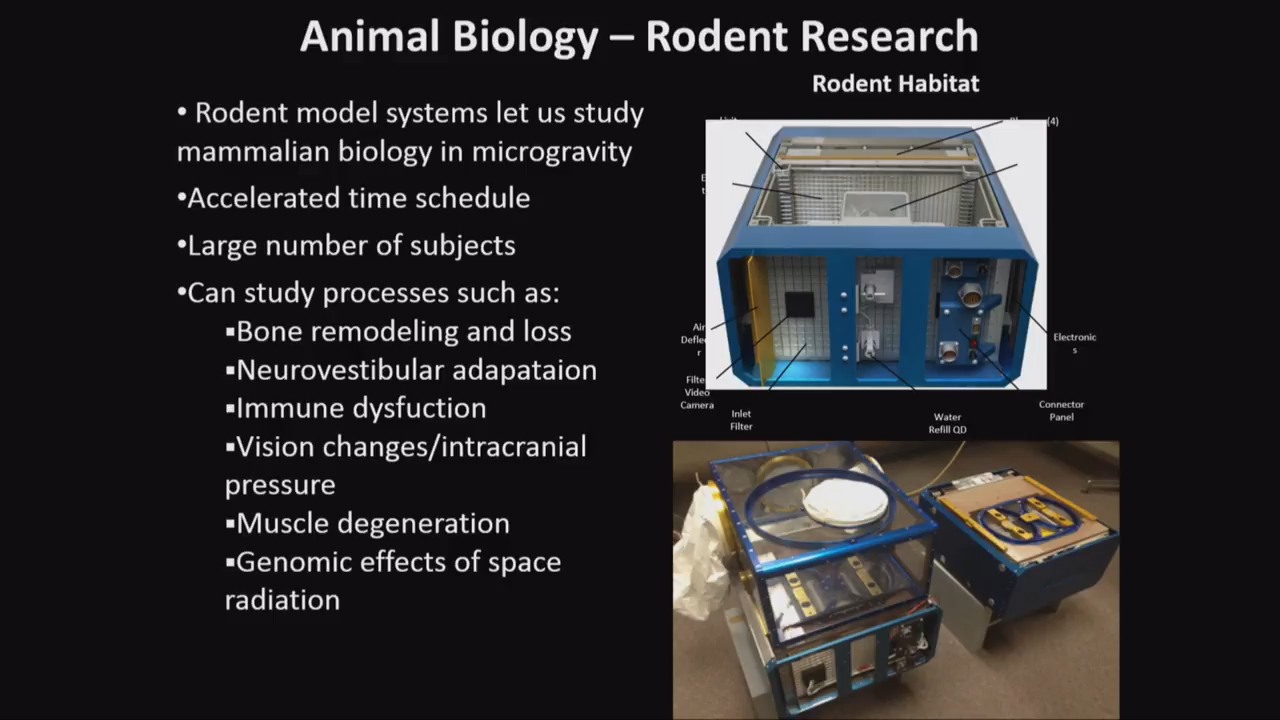 Animal Biology – Rodent Research
• Rodent model systems let us study
mammalian biology in microgravity
•Accelerated time schedule
•Large number of subjects
•Can study processes such as:
▪Bone remodeling and loss
▪Neurovestibular adapataion
▪Immune dysfuction
▪Vision changes/intracranial
pressure
▪Muscle degeneration
▪Genomic effects of space
radiation
Rodent Habitat
(4)
Air
Defle
r
Electronic
s
Filte
Video
Camera
Inlet
Filter
Water
Refill QD
Connector
Panel